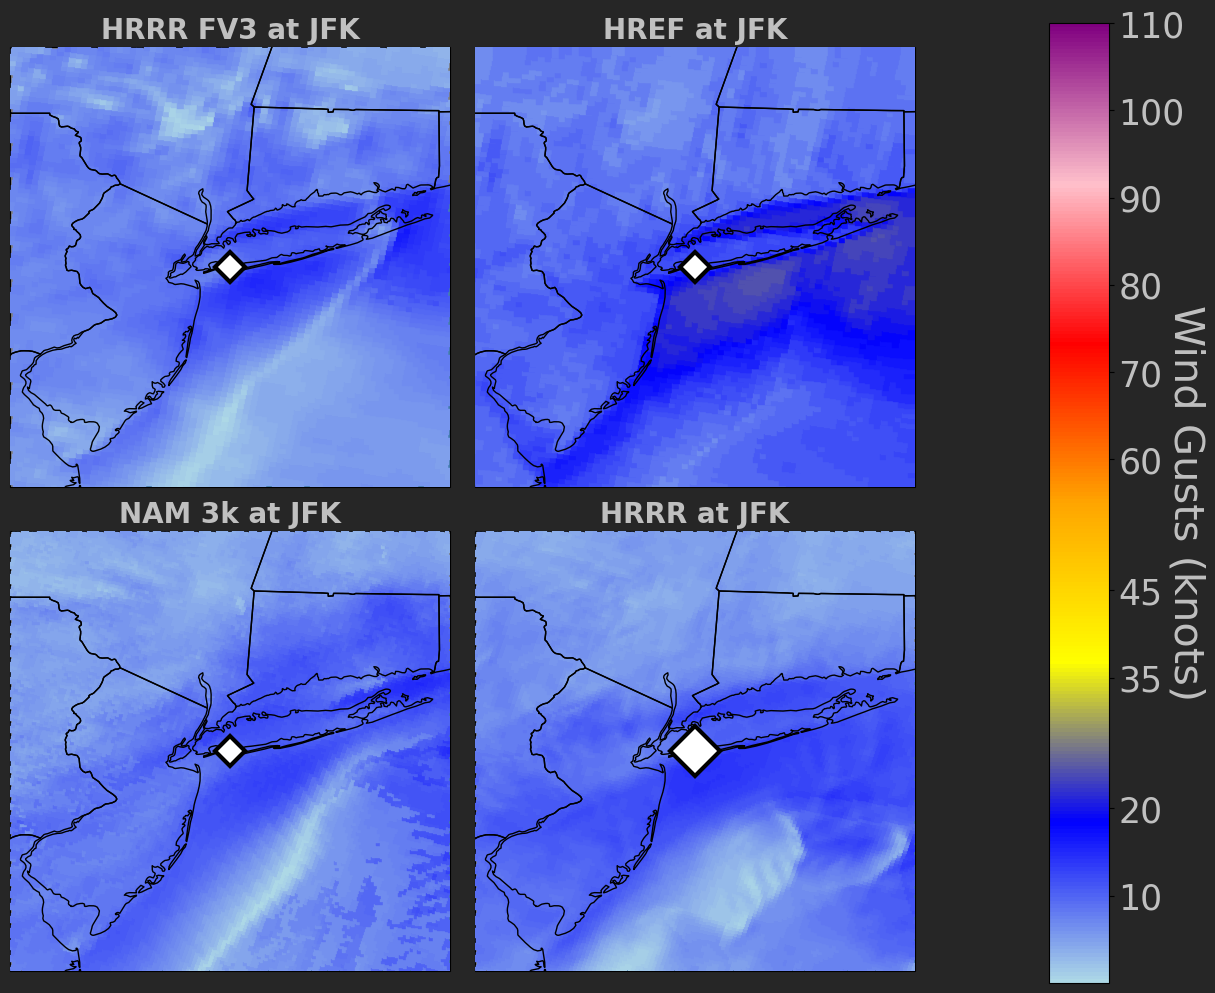 HRRR FV3 at JFK
HREF at JFK
NAM 3k at JFK
HRRR at JFK
110
100
90
80
70
60
45
35
20
10
Wind Gusts (knots)